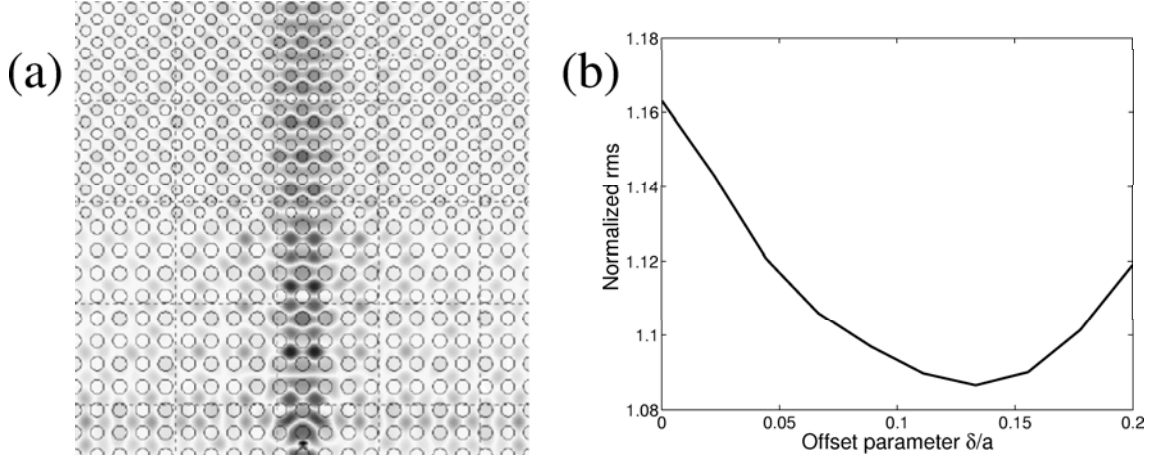 (a)
(b)
1.18
1.16
1.14
1.12
1.1
1.08
Normalized rms
0
0.05
0.1
0.15
0.2
Offset parameter δ/a